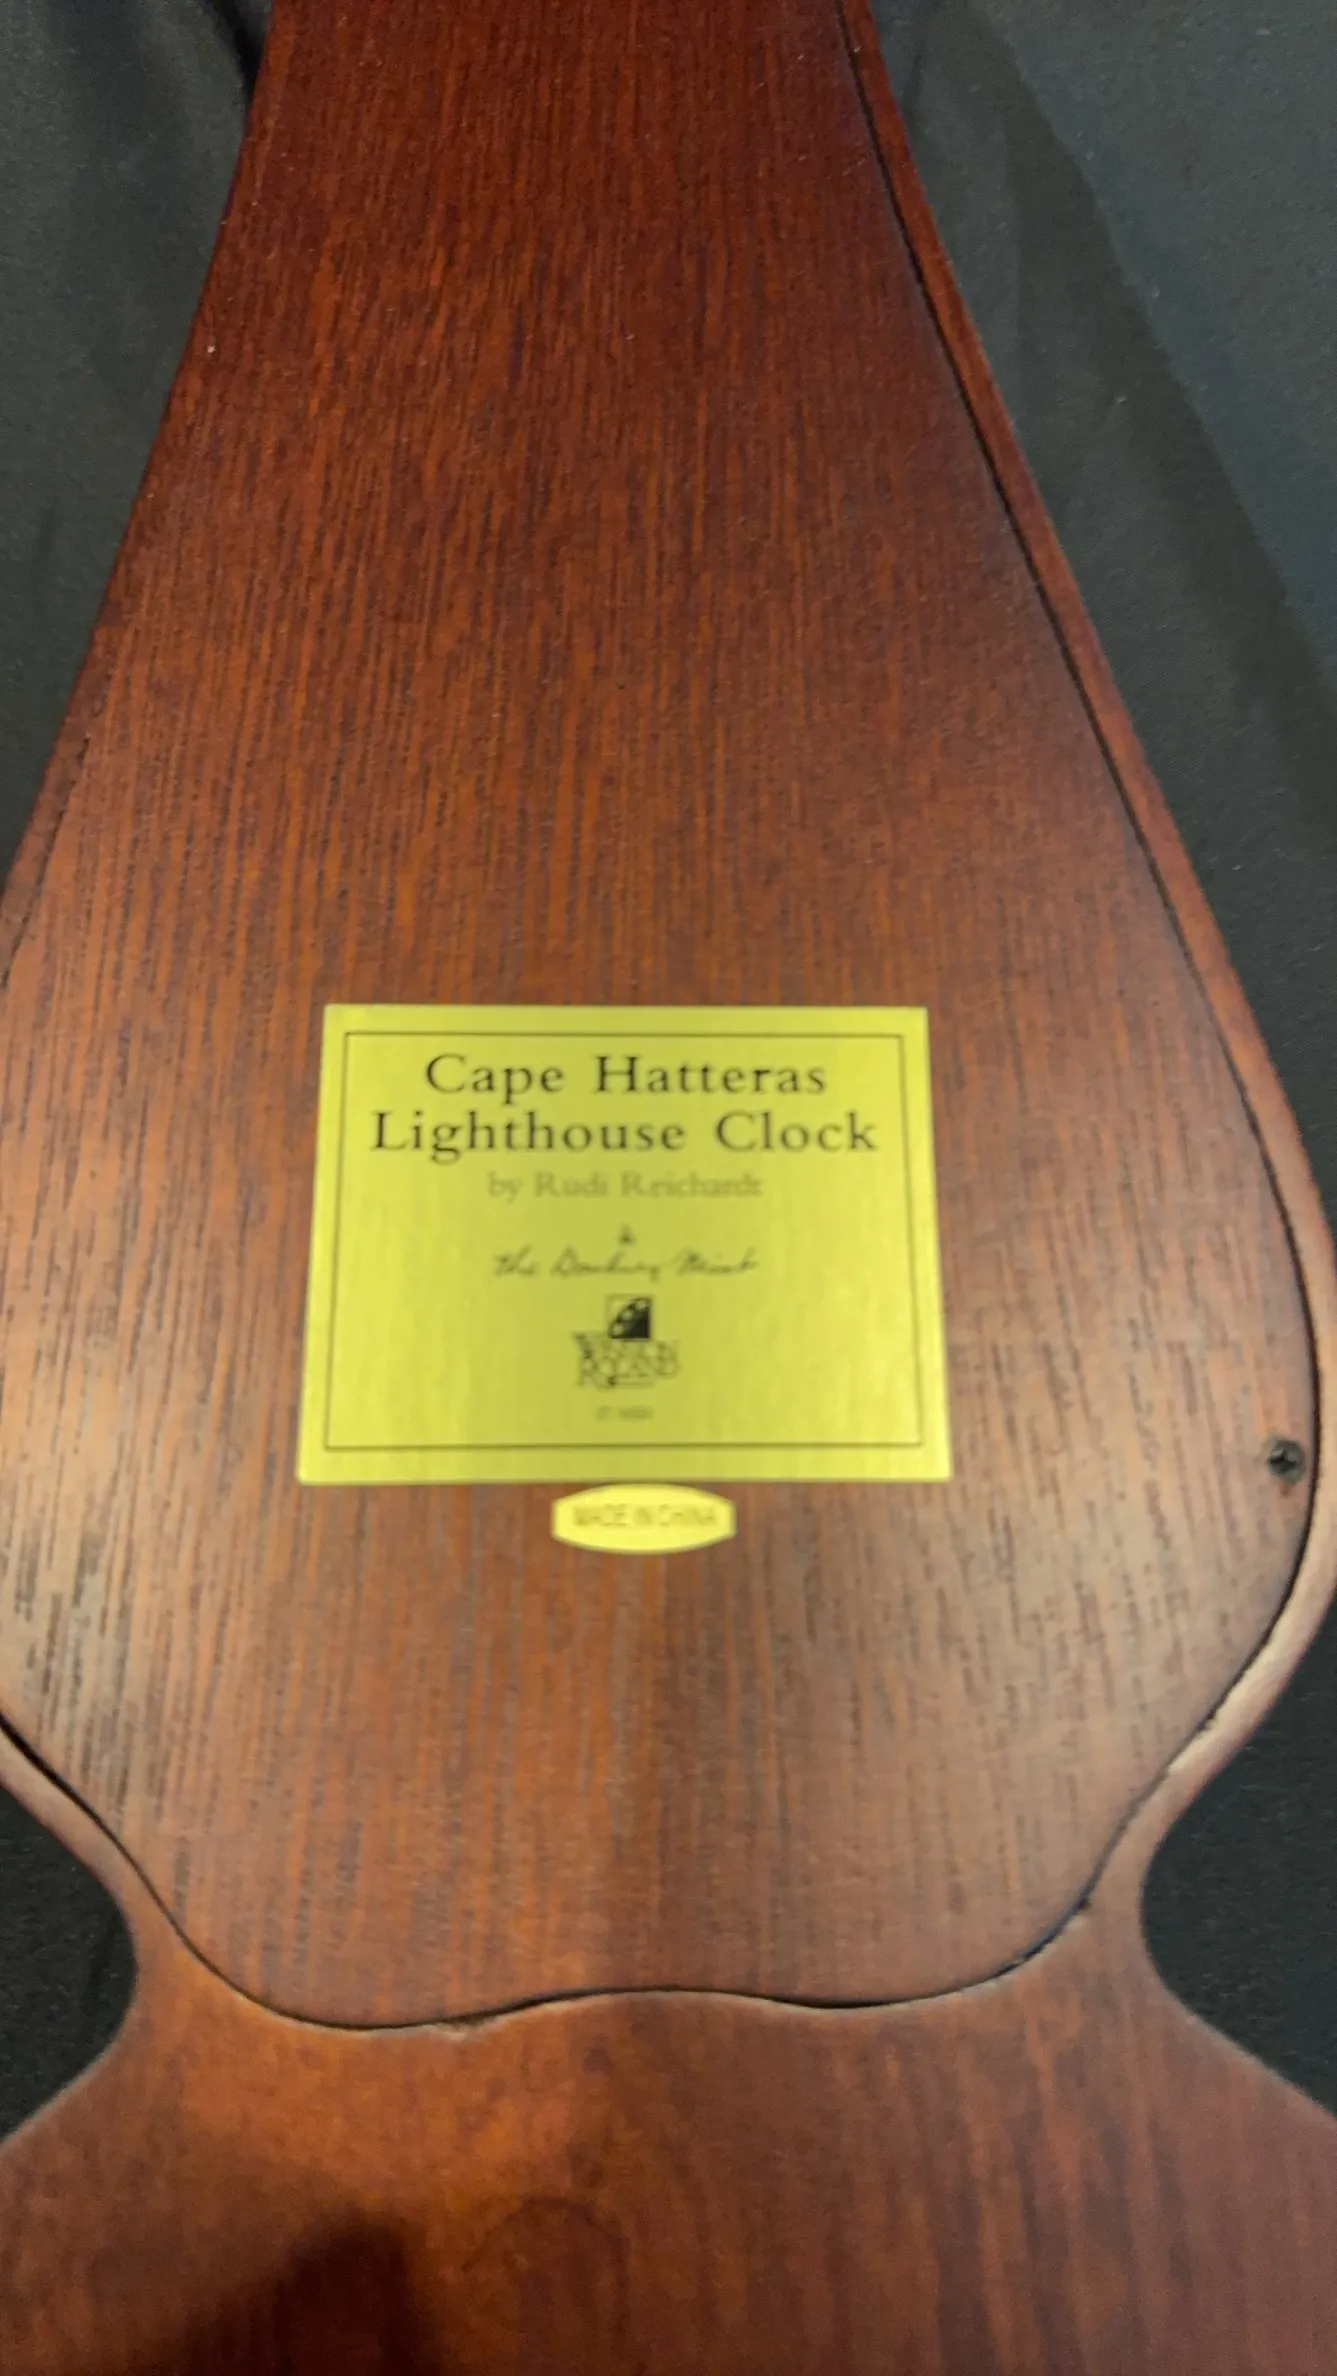 Cape Hatteras
Lighthouse Clock
by Rudi Reichardt
&
the Danbury Mint
MADE IN CHINA